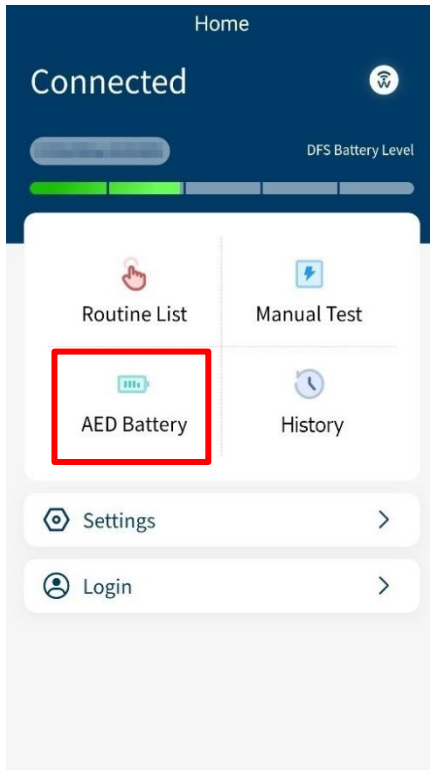 Home
Connected
DFS Battery Level
Routine List
Manual Test
AED Battery
History
Settings
Login